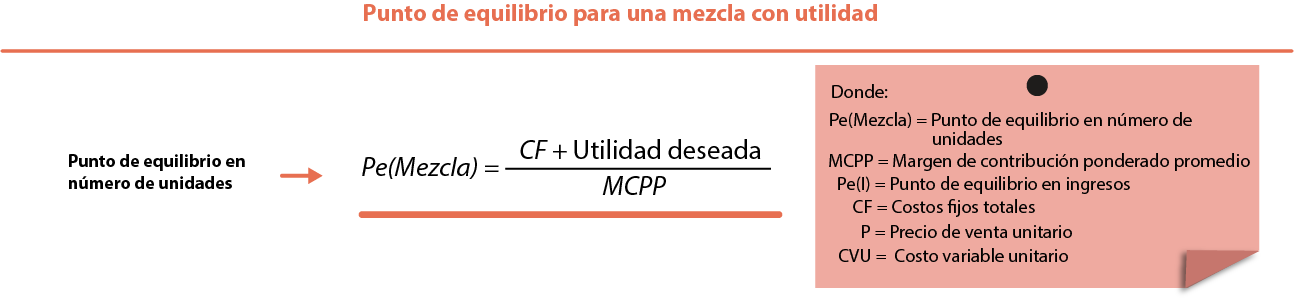 Punto de equilibrio para una mezcla con utilidad
Punto de equilibrio en
número de unidades
Pe(Mezcla) = CF + Utilidad deseada / MCPP
Donde:
Pe(Mezcla) = Punto de equilibrio en número de
unidades
MCPP = Margen de contribución ponderado promedio
Pe(I) = Punto de equilibrio en ingresos
CF = Costos fijos totales
P = Precio de venta unitario
CVU = Costo variable unitario